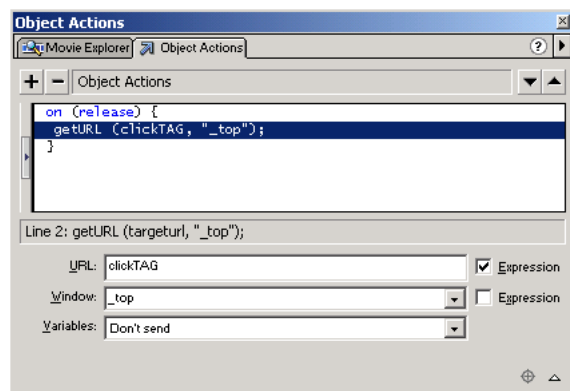 Object Actions
Movie Explorer Object Actions ?
+ - Object Actions
on (release) {
getURL (clickTAG, "_top");
}
Line 2: getURL (targeturl, "_top");
URL: clickTAG Expression
Window: _top Expression
Variables: Don't send